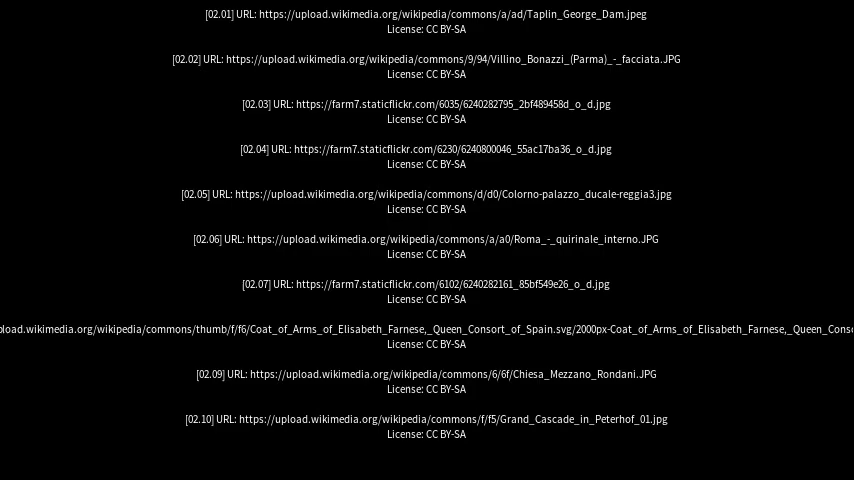 [02.01] URL: https://upload.wikimedia.org/wikipedia/commons/a/ad/Taplin_George_Dam.jpeg
License: CC BY-SA
[02.02] URL: https://upload.wikimedia.org/wikipedia/commons/9/94/Villino_Bonazzi_(Parma)_-_facciata.JPG
License: CC BY-SA
[02.03] URL: https://farm7.staticflickr.com/6035/6240282795_2bf489458d_o_d.jpg
License: CC BY-SA
[02.04] URL: https://farm7.staticflickr.com/6230/6240800046_55ac17ba36_o_d.jpg
License: CC BY-SA
[02.05] URL: https://upload.wikimedia.org/wikipedia/commons/d/d0/Colorno-palazzo_ducale-reggia3.jpg
License: CC BY-SA
[02.06] URL: https://upload.wikimedia.org/wikipedia/commons/a/a0/Roma_-_quirinale_interno.JPG
License: CC BY-SA
[02.07] URL: https://farm7.staticflickr.com/6102/6240282161_85bf549e26_o_d.jpg
License: CC BY-SA
pload.wikimedia.org/wikipedia/commons/thumb/f/f6/Coat_of_Arms_of_Elisabeth_Farnese,_Queen_Consort_of_Spain.svg/2000px-Coat_of_Arms_of_Elisabeth_Farnese,_Queen_Conso
License: CC BY-SA
[02.09] URL: https://upload.wikimedia.org/wikipedia/commons/6/6f/Chiesa_Mezzano_Rondani.JPG
License: CC BY-SA
[02.10] URL: https://upload.wikimedia.org/wikipedia/commons/f/f5/Grand_Cascade_in_Peterhof_01.jpg
License: CC BY-SA